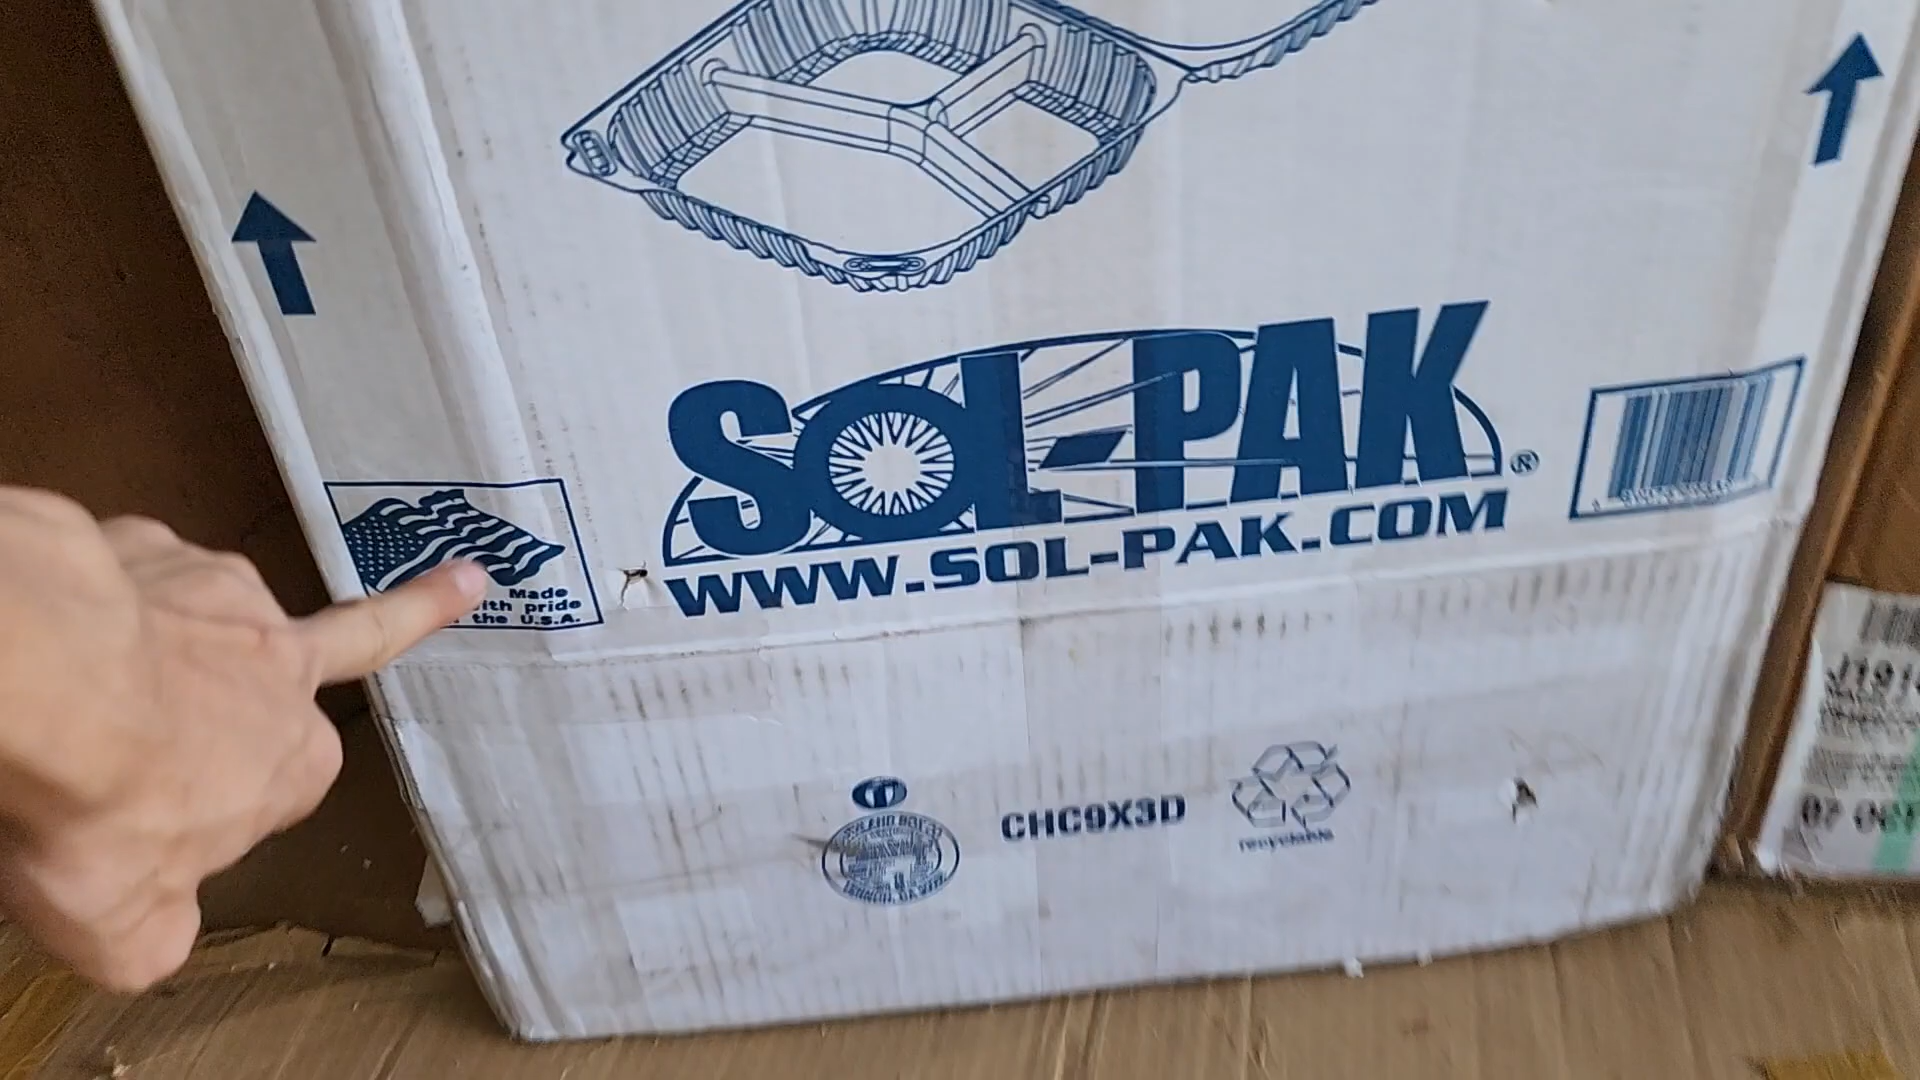 SOL-PAK®
WWW.SOL-PAK.COM
Made
with pride
the U.S.A.
CHC9X3D
recyclable